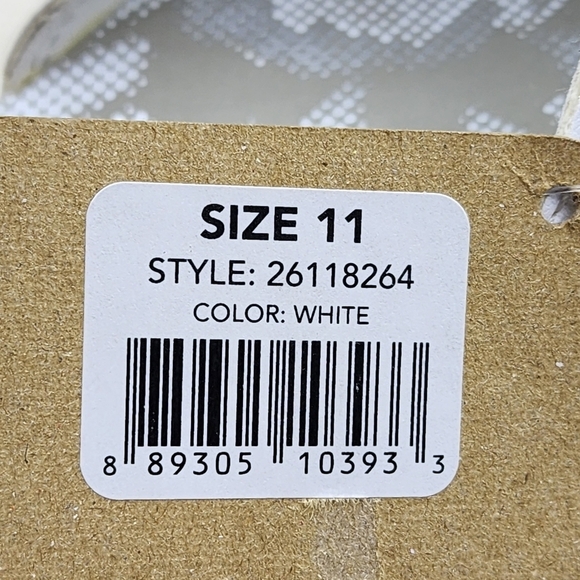 SIZE 11
STYLE: 26118264
COLOR: WHITE
8 89305 10393 3